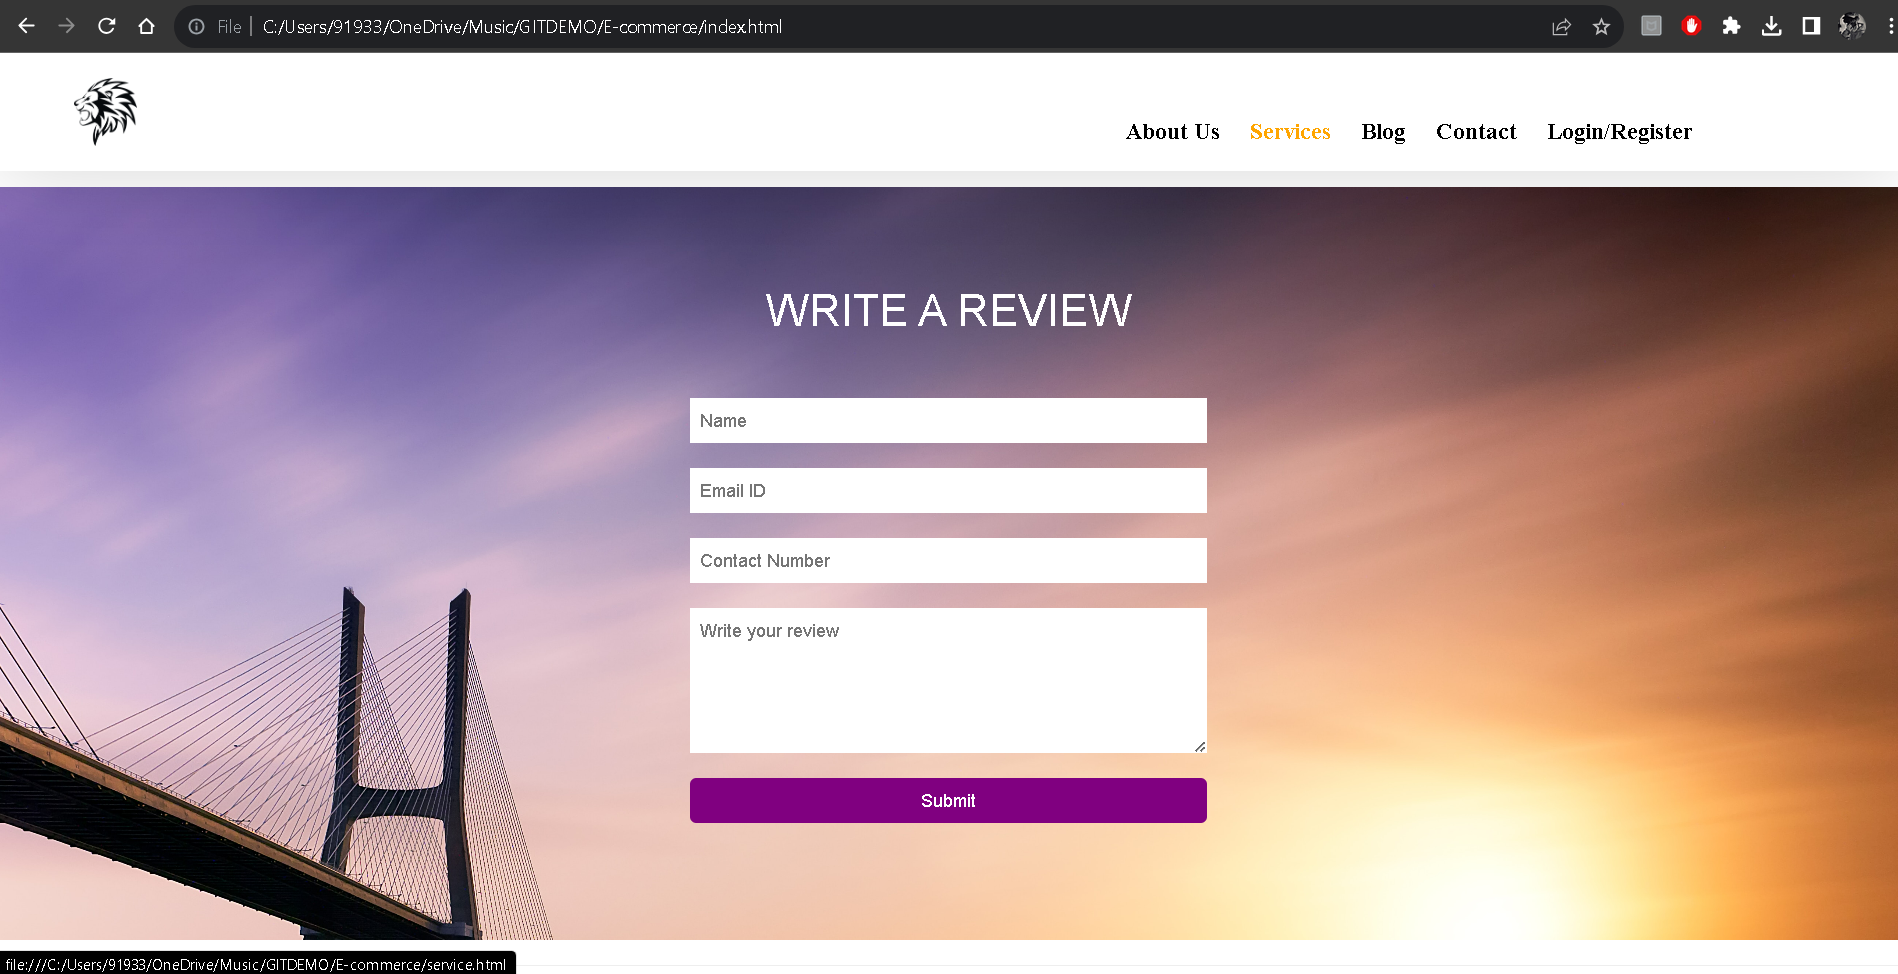 File | C:/Users/91933/OneDrive/Music/GITDEMO/E-commerce/index.html
About Us Services Blog Contact Login/Register
WRITE A REVIEW
Name
Email ID
Contact Number
Write your review
Submit
file:///C:/Users/91933/OneDrive/Music/GITDEMO/E-commerce/service.html